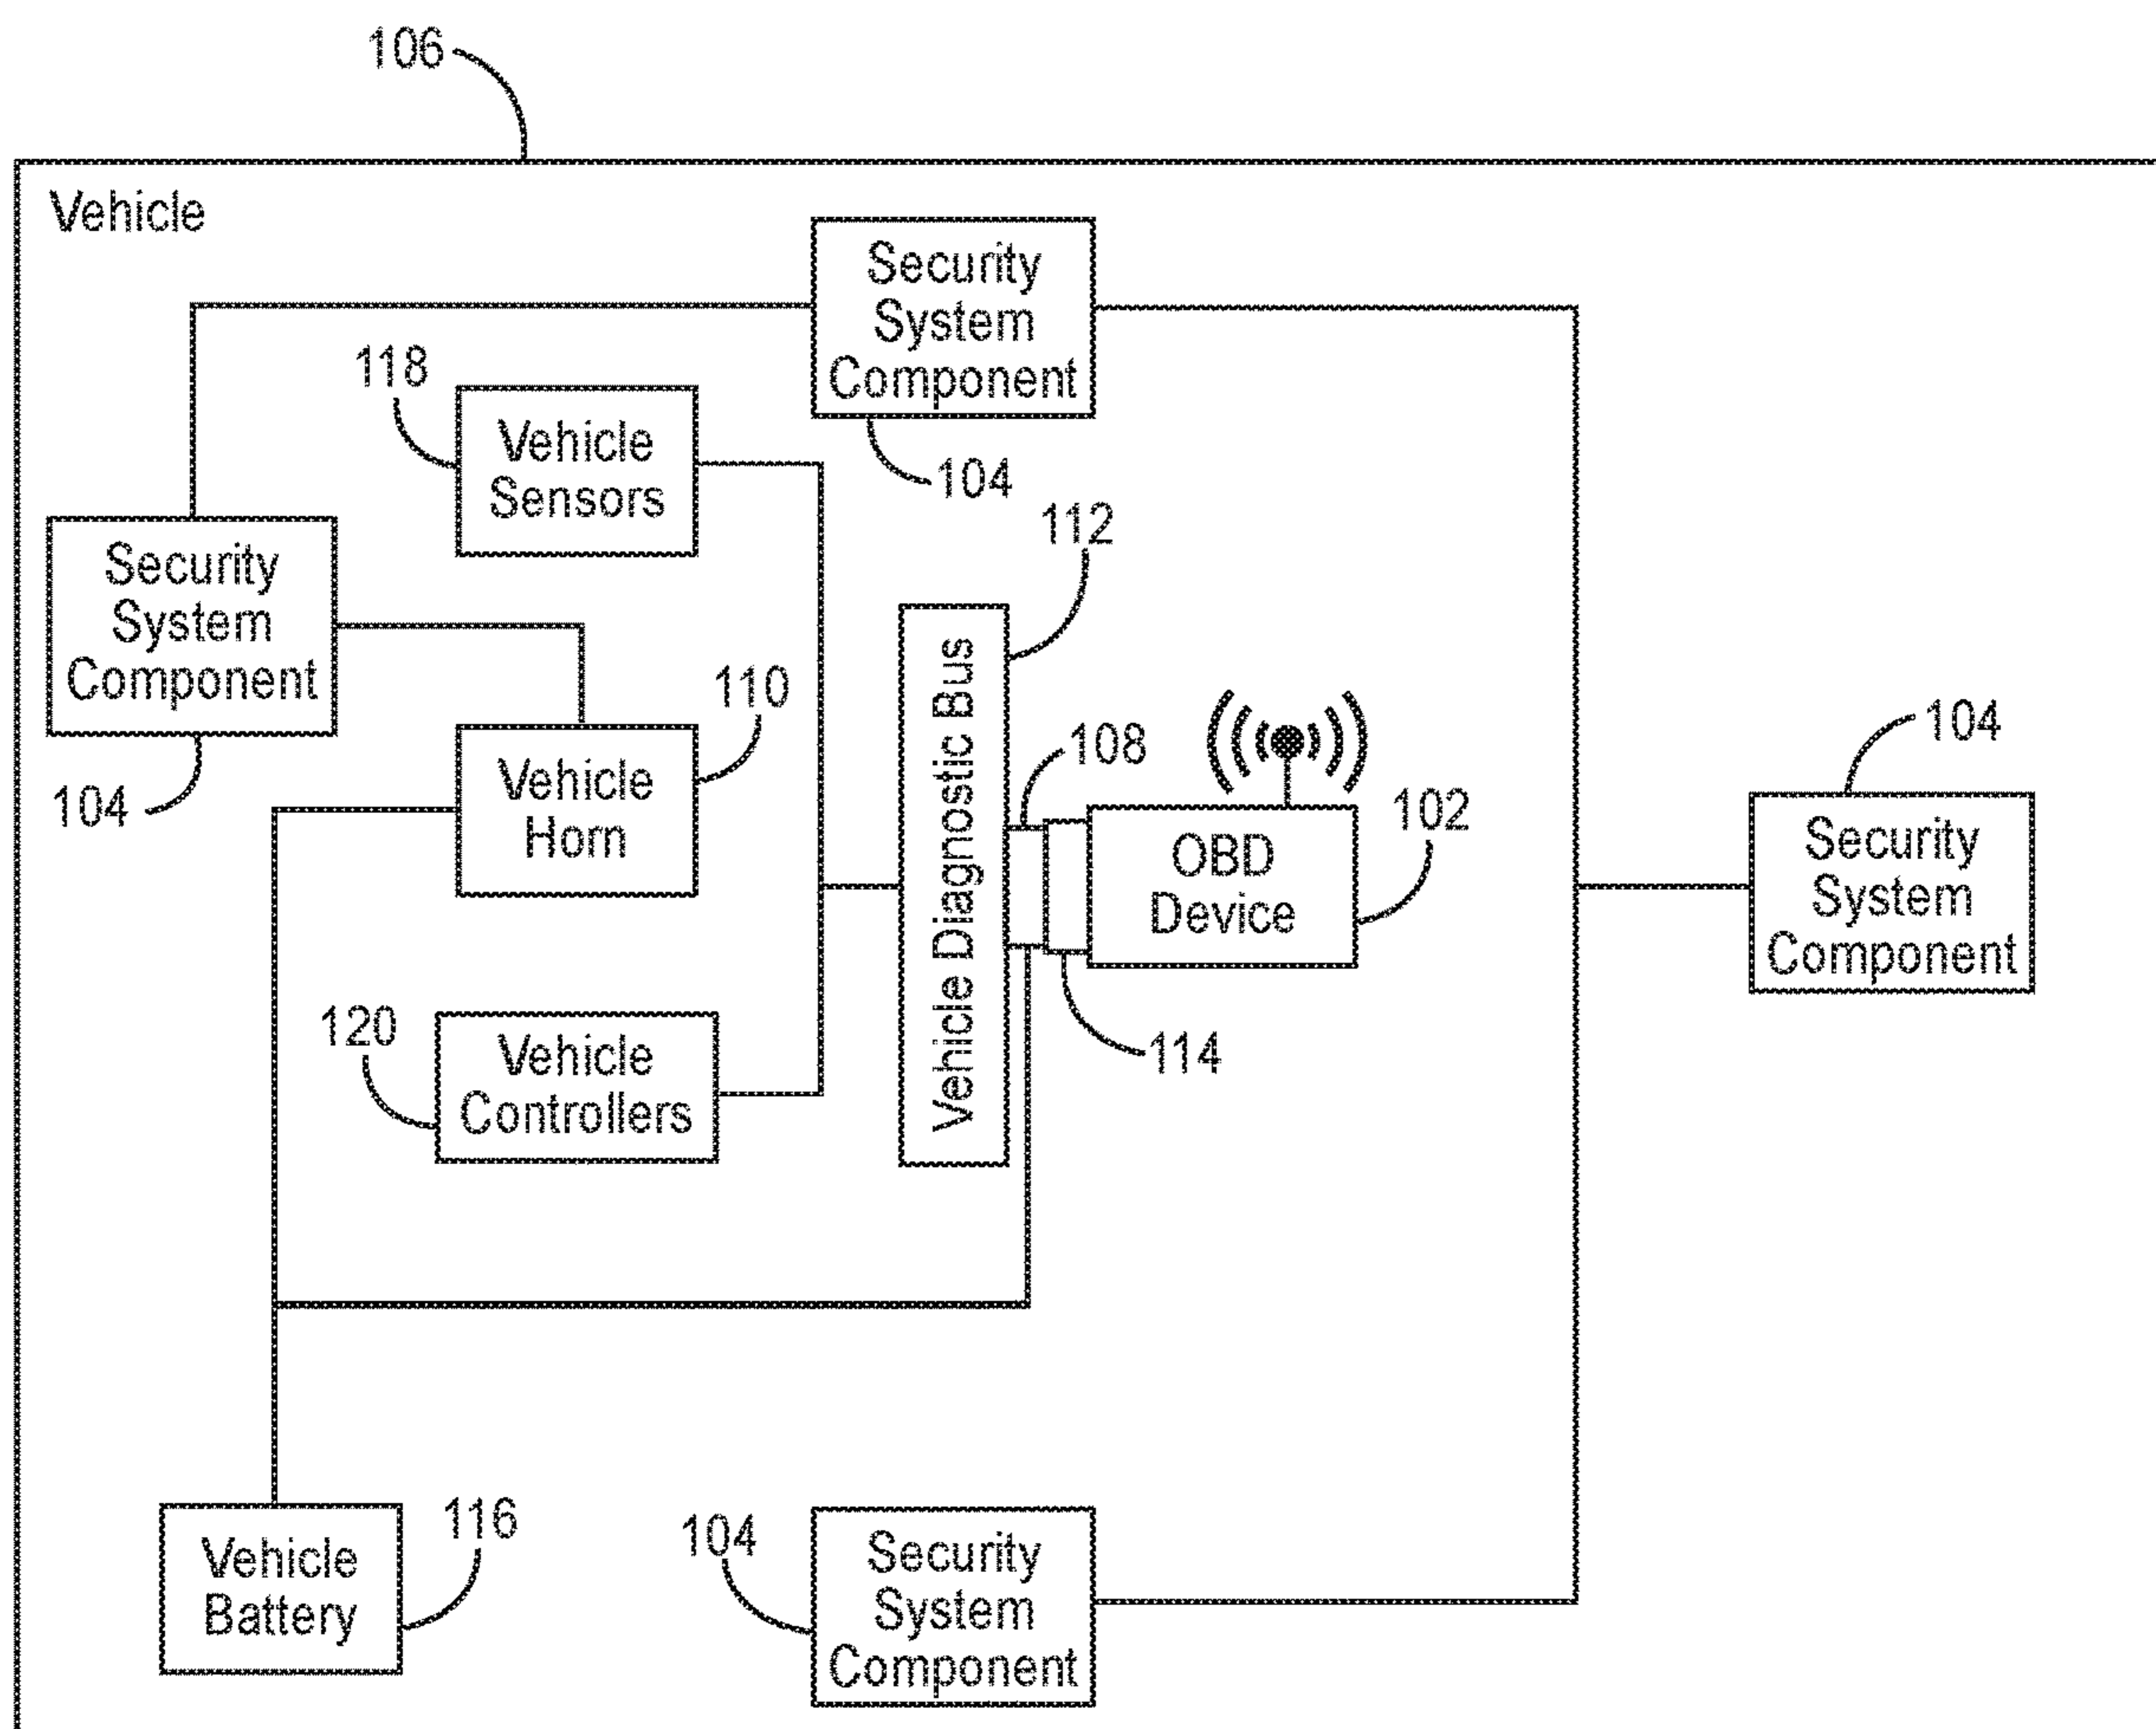 106
Vehicle
Security
System
Component
104
118
Vehicle
Sensors
112
Security
System
Component
104
110
Vehicle
Horn
Vehicle Diagnostic Bus
108
OBD
Device
102
114
104
Security
System
Component
120
Vehicle
Controllers
Vehicle
Battery
116
104
Security
System
Component